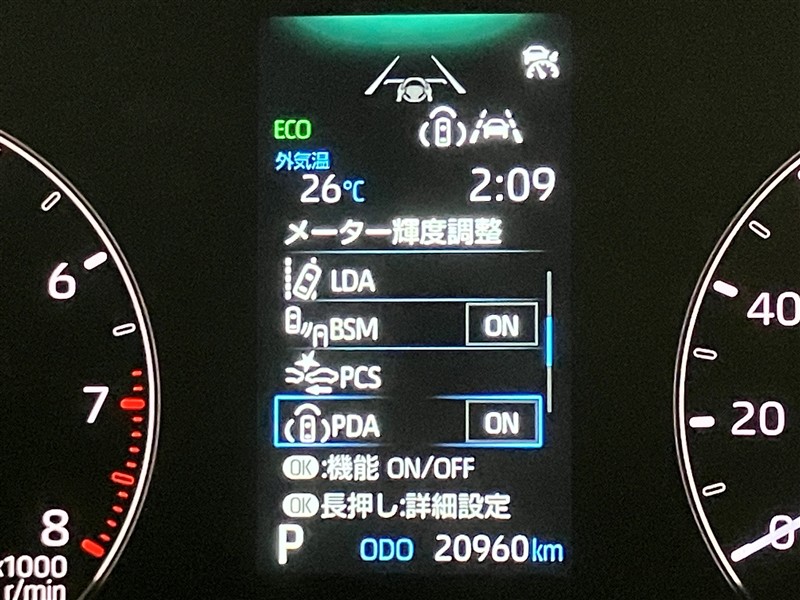 ECO
外気温
26℃ 2:09
メーター輝度調整
LDA
BSM ON
PCS
PDA ON
OK:機能 ON/OFF
OK長押し:詳細設定
P ODO 20960km
6
7
8
x1000
r/min
40
20
0